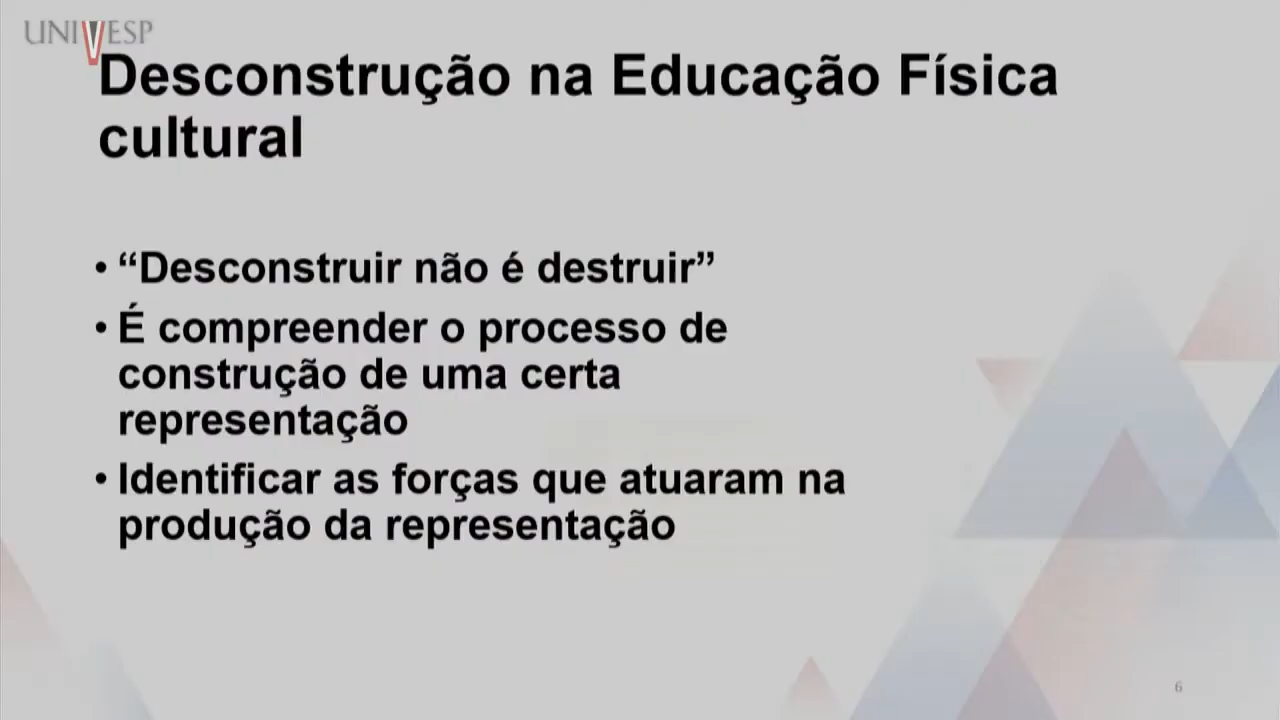 UNIVESP
Desconstrução na Educação Física
cultural
• “Desconstruir não é destruir”
• É compreender o processo de
construção de uma certa
representação
• Identificar as forças que atuaram na
produção da representação
6